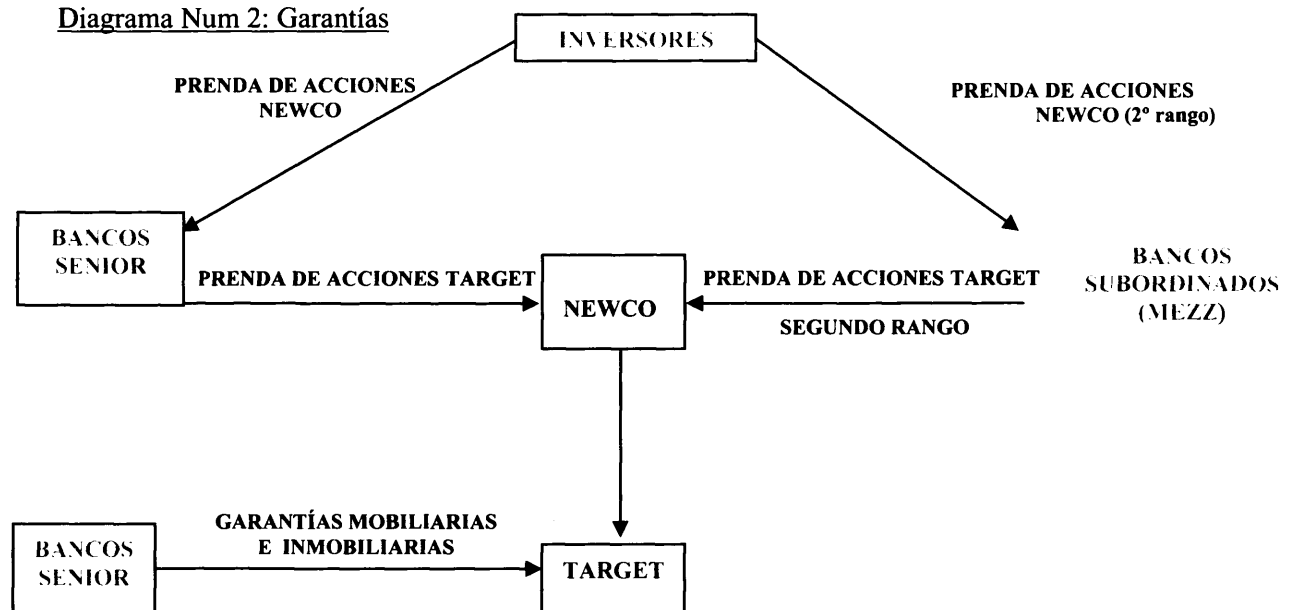 Diagrama Num 2: Garantías
INVERSORES
PRENDA DE ACCIONES
NEWCO
PRENDA DE ACCIONES
NEWCO (2º rango)
BANCOS
SENIOR
PRENDA DE ACCIONES TARGET
NEWCO
PRENDA DE ACCIONES TARGET
SEGUNDO RANGO
BANCOS
SUBORDINADOS
(MEZZ)
GARANTÍAS MOBILIARIAS
E INMOBILIARIAS
BANCOS
SENIOR
TARGET